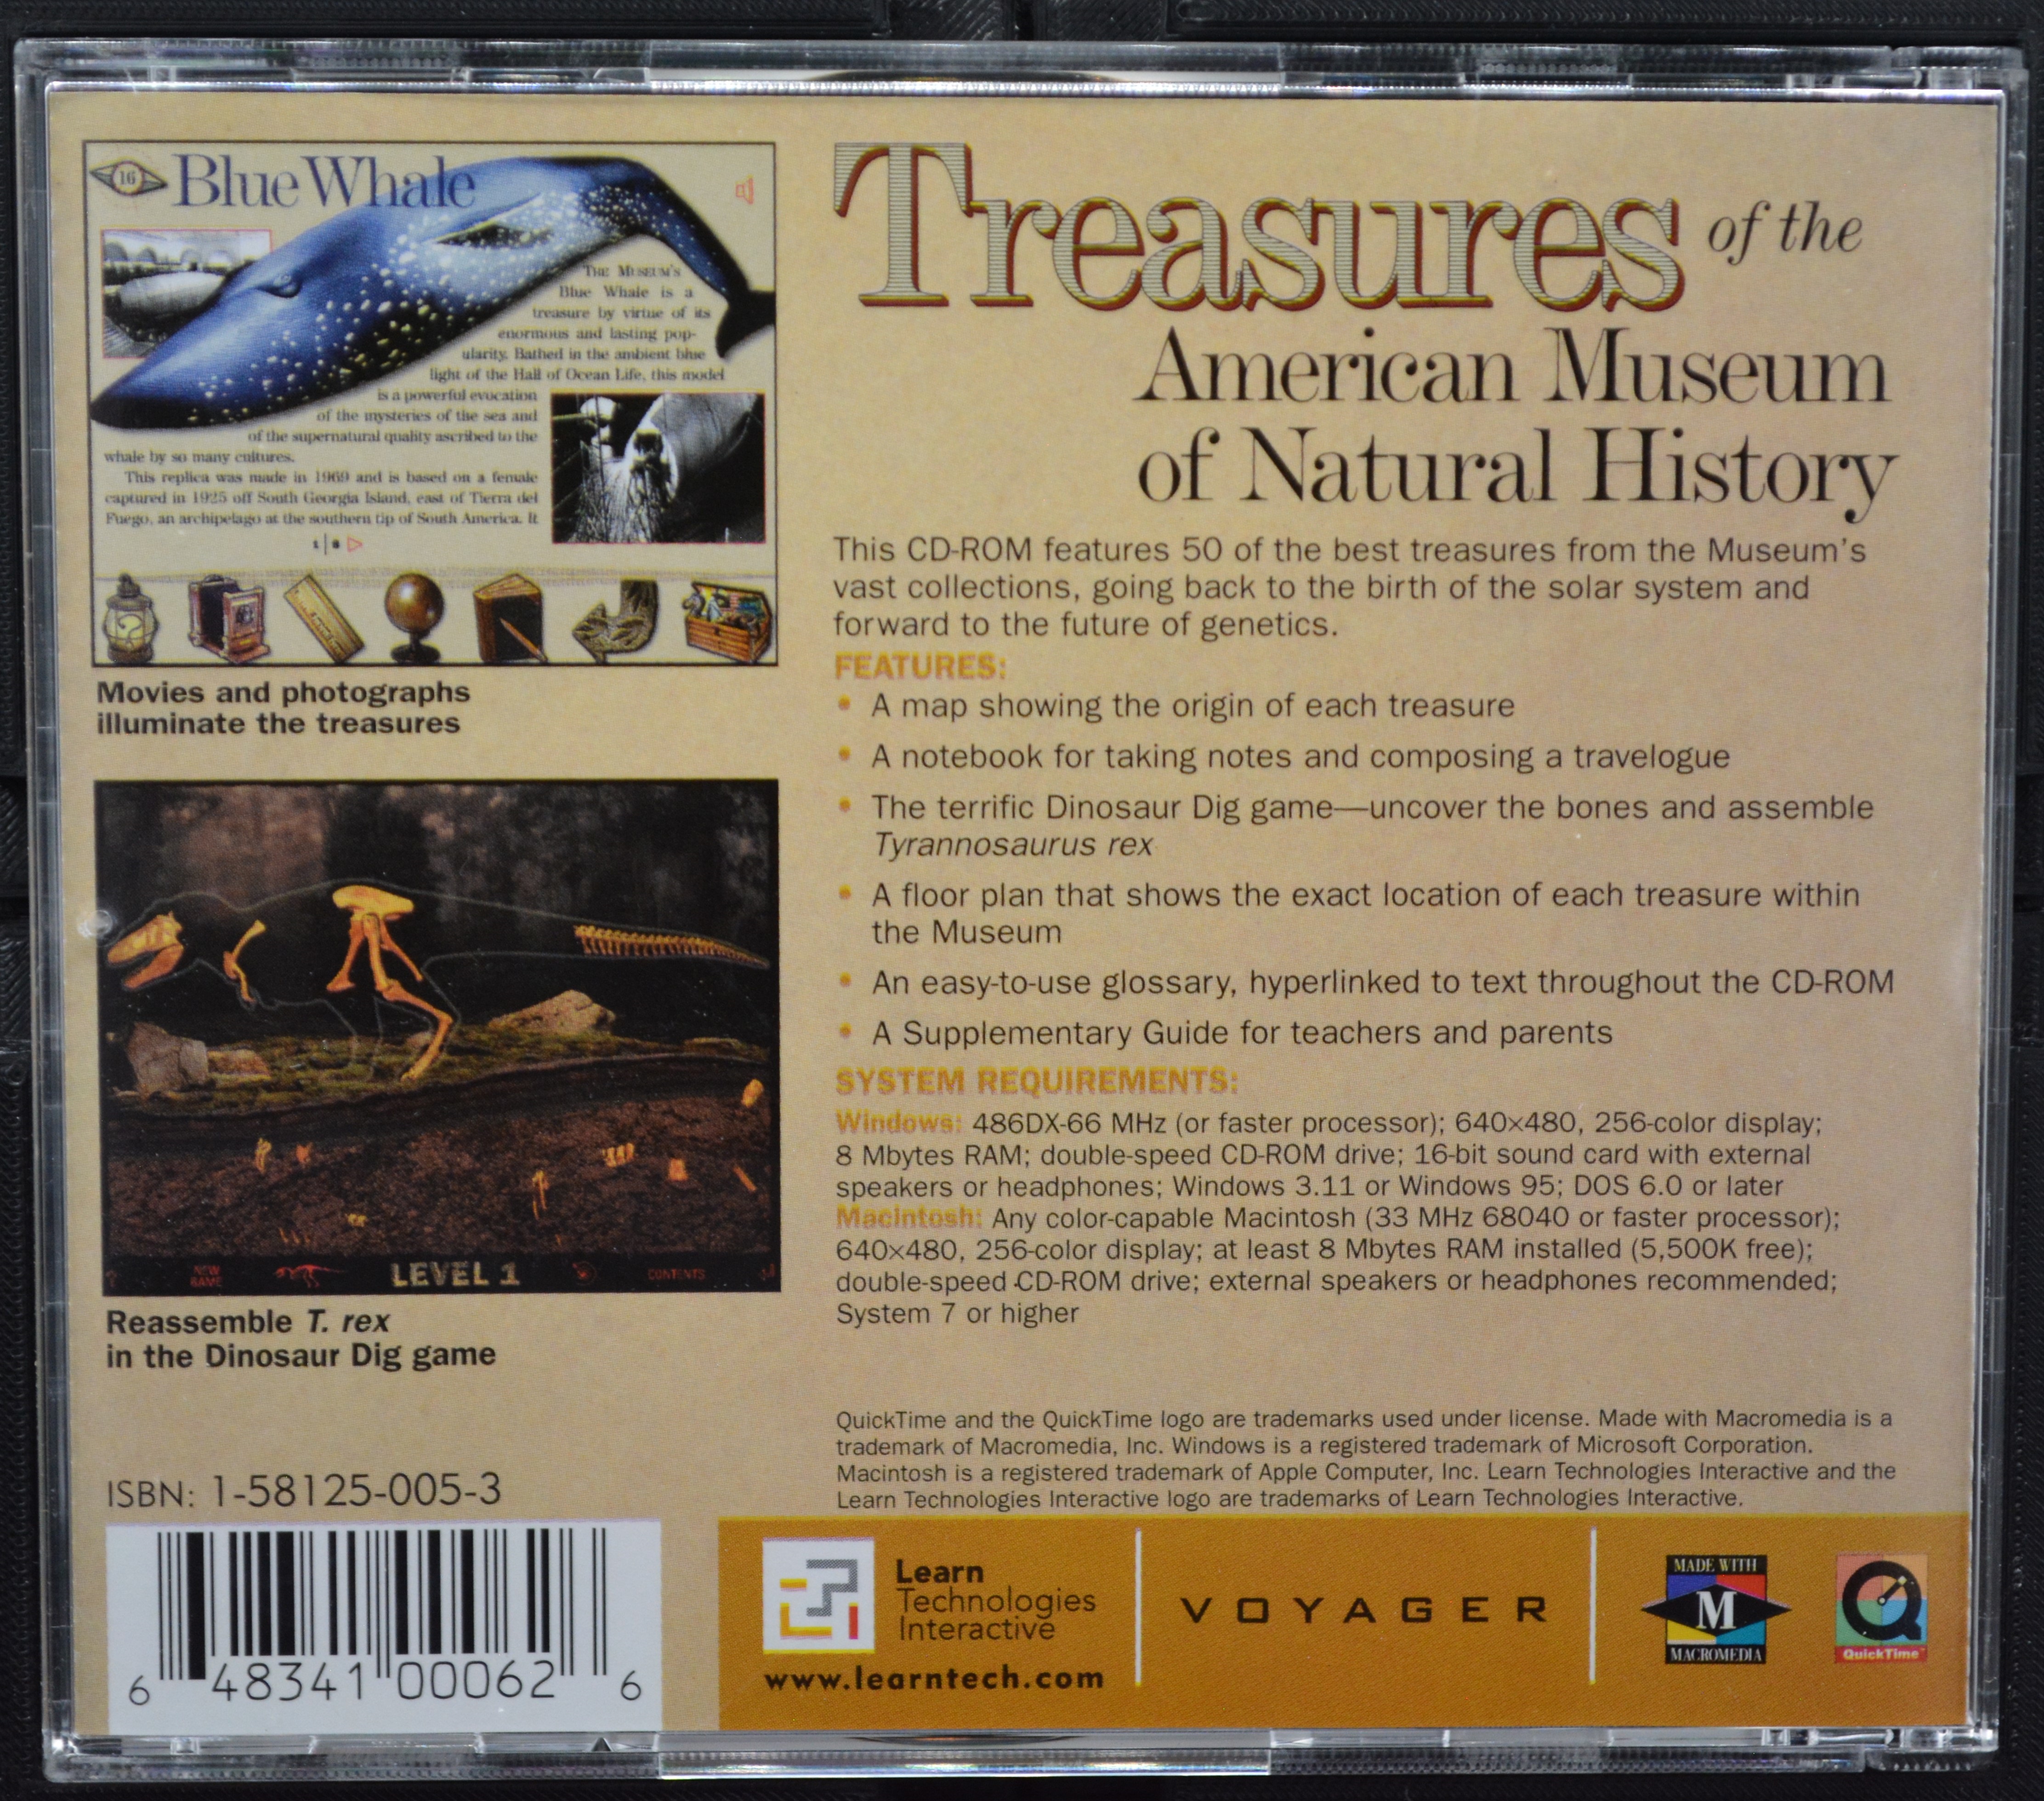 16
Blue Whale
THE MUSEUM'S
Blue Whale is a
treasure by virtue of its
enormous and lasting pop-
ularity. Bathed in the ambient blue
light of the Hall of Ocean Life, this model
is a powerful evocation
of the mysteries of the sea and
of the supernatural quality ascribed to the
whale by so many cultures.
This replica was made in 1969 and is based on a female
captured in 1925 off South Georgia Island, east of Tierra del
Fuego, an archipelago at the southern tip of South America. It
Movies and photographs
illuminate the treasures
NEW
GAME
LEVEL 1
CONTENTS
Reassemble T. rex
in the Dinosaur Dig game
ISBN: 1-58125-005-3
6 48341 00062 6
Treasures of the
American Museum
of Natural History
This CD-ROM features 50 of the best treasures from the Museum's
vast collections, going back to the birth of the solar system and
forward to the future of genetics.
FEATURES:
• A map showing the origin of each treasure
• A notebook for taking notes and composing a travelogue
• The terrific Dinosaur Dig game—uncover the bones and assemble
Tyrannosaurus rex
• A floor plan that shows the exact location of each treasure within
the Museum
• An easy-to-use glossary, hyperlinked to text throughout the CD-ROM
• A Supplementary Guide for teachers and parents
SYSTEM REQUIREMENTS:
Windows: 486DX-66 MHz (or faster processor); 640×480, 256-color display;
8 Mbytes RAM; double-speed CD-ROM drive; 16-bit sound card with external
speakers or headphones; Windows 3.11 or Windows 95; DOS 6.0 or later
Macintosh: Any color-capable Macintosh (33 MHz 68040 or faster processor);
640×480, 256-color display; at least 8 Mbytes RAM installed (5,500K free);
double-speed CD-ROM drive; external speakers or headphones recommended;
System 7 or higher
QuickTime and the QuickTime logo are trademarks used under license. Made with Macromedia is a
trademark of Macromedia, Inc. Windows is a registered trademark of Microsoft Corporation.
Macintosh is a registered trademark of Apple Computer, Inc. Learn Technologies Interactive and the
Learn Technologies Interactive logo are trademarks of Learn Technologies Interactive.
Learn
Technologies
Interactive
www.learntech.com
VOYAGER
MADE WITH
M
MACROMEDIA
QuickTime™